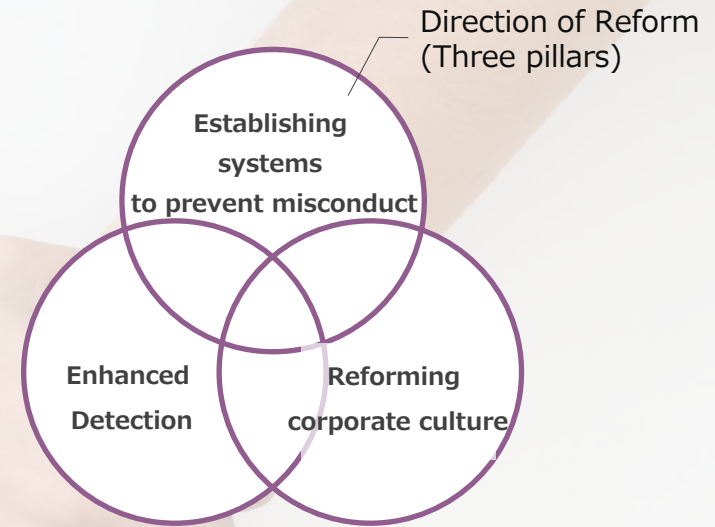 Direction of Reform
(Three pillars)
Establishing
systems
to prevent misconduct
Enhanced
Detection
Reforming
corporate culture